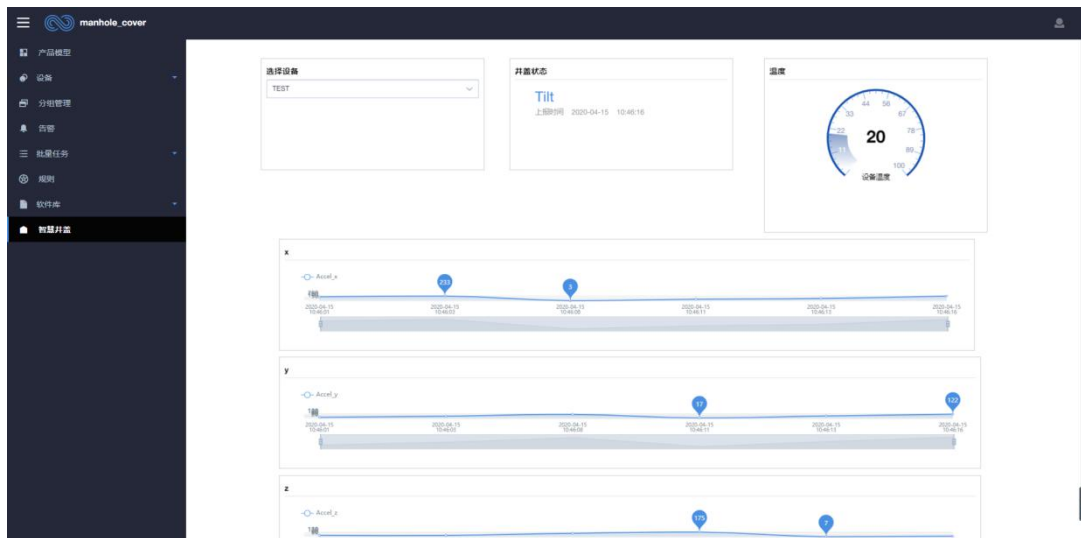 manhole_cover
产品模型
设备
分组管理
告警
批量任务
规则
软件库
智慧井盖
选择设备
TEST
井盖状态
Tilt
上报时间 2020-04-15 10:46:16
温度
11
22
33
44
56
67
78
89
100
20
设备温度
x
Accel_x
233
3
2020-04-15 2020-04-15 2020-04-15 2020-04-15 2020-04-15 2020-04-15
10:46:01 10:46:03 10:46:08 10:46:11 10:46:13 10:46:16
y
Accel_y
17
122
2020-04-15 2020-04-15 2020-04-15 2020-04-15 2020-04-15 2020-04-15
10:46:01 10:46:03 10:46:08 10:46:11 10:46:13 10:46:16
z
Accel_z
175
7